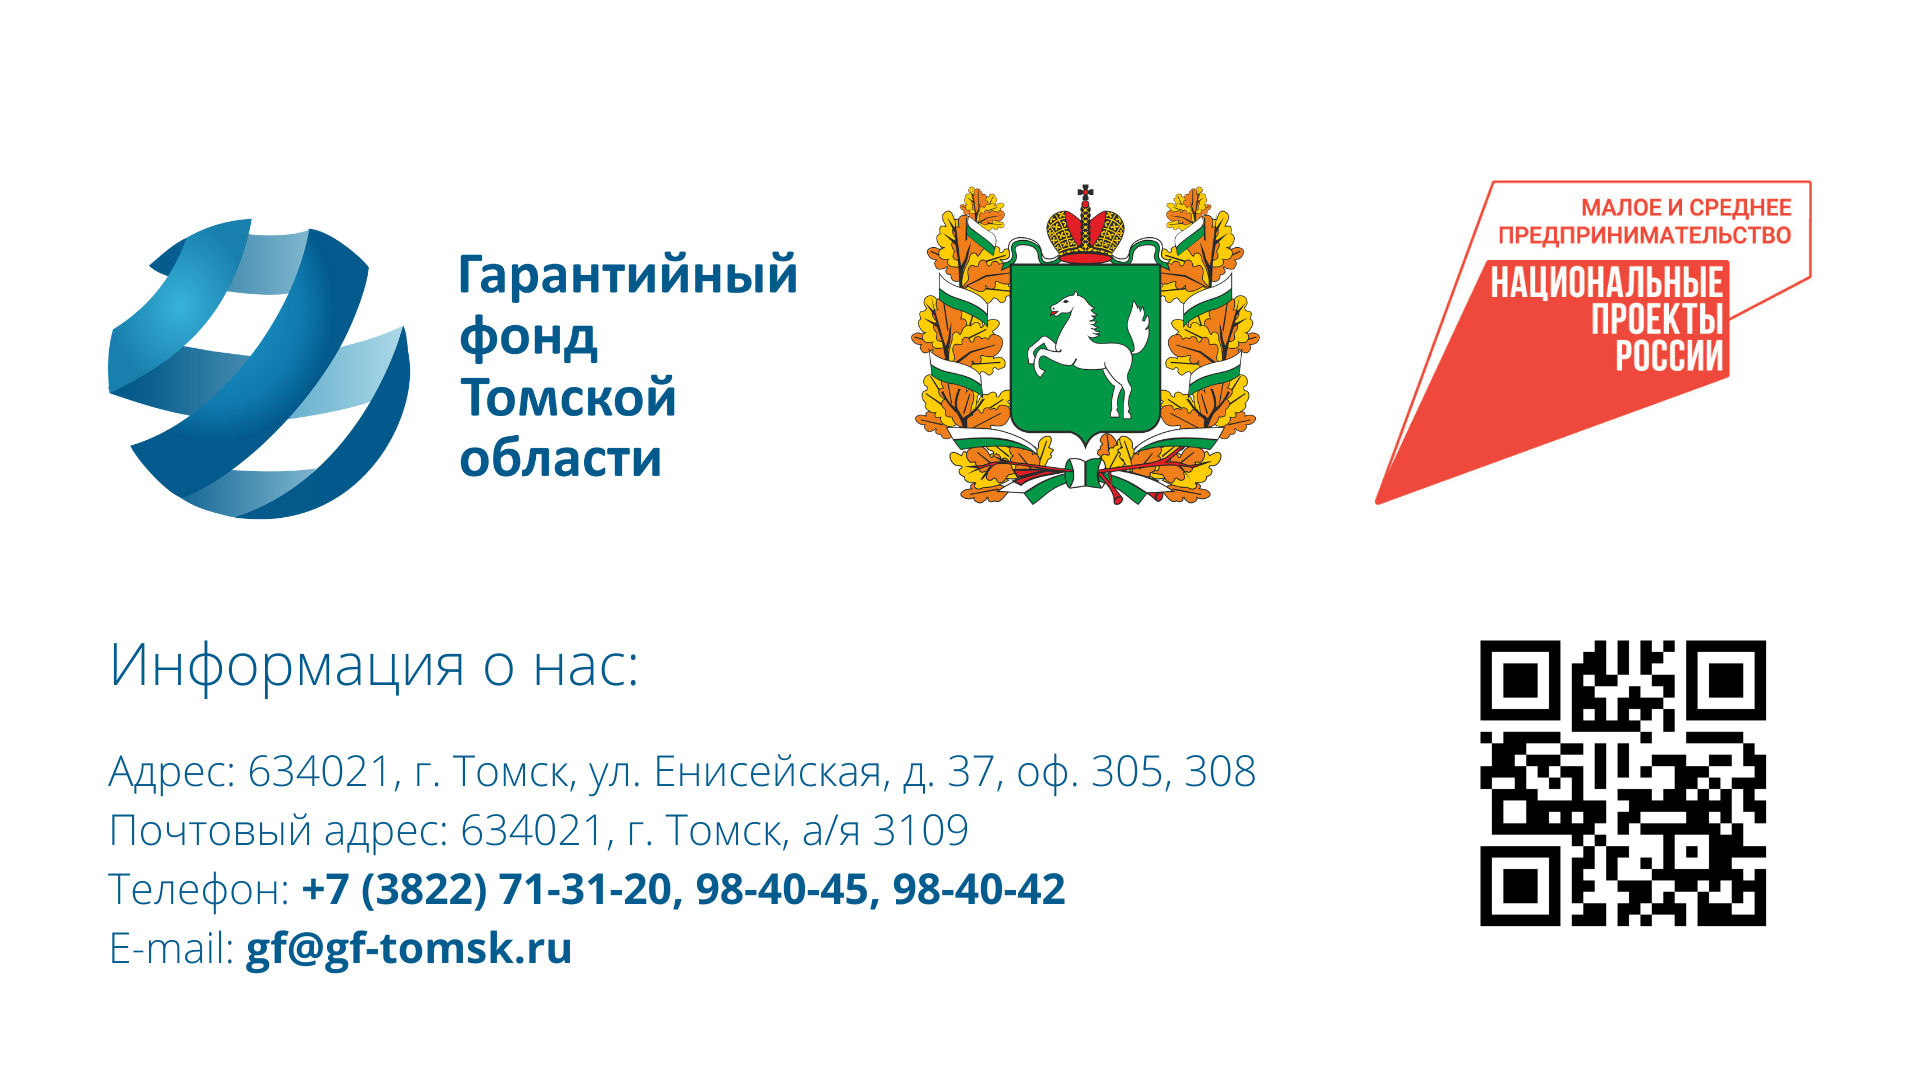 Гарантийный
фонд
Томской
области
МАЛОЕ И СРЕДНЕЕ
ПРЕДПРИНИМАТЕЛЬСТВО
НАЦИОНАЛЬНЫЕ
ПРОЕКТЫ
РОССИИ
Информация о нас:
Адрес: 634021, г. Томск, ул. Енисейская, д. 37, оф. 305, 308
Почтовый адрес: 634021, г. Томск, а/я 3109
Телефон: +7 (3822) 71-31-20, 98-40-45, 98-40-42
E-mail: gf@gf-tomsk.ru